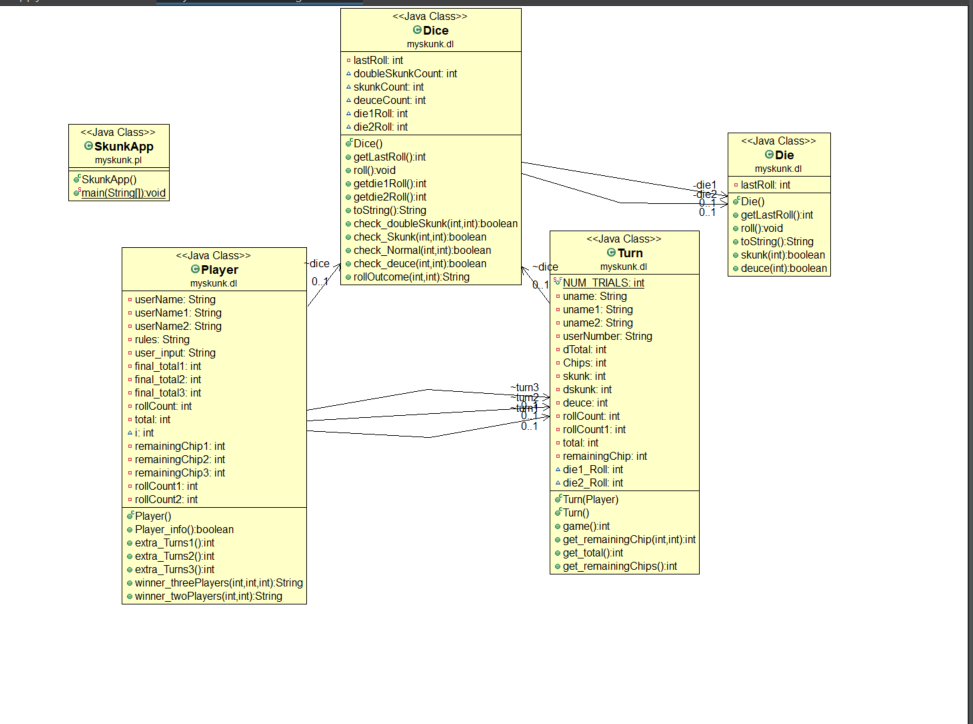 <<Java Class>>
Dice
myskunk.dl
lastRoll: int
doubleSkunkCount: int
skunkCount: int
deuceCount: int
die1Roll: int
die2Roll: int
Dice()
getLastRoll():int
roll():void
getdie1Roll():int
getdie2Roll():int
toString():String
check_doubleSkunk(int,int):boolean
check_Skunk(int,int):boolean
check_Normal(int,int):boolean
check_deuce(int,int):boolean
rollOutcome(int,int):String
<<Java Class>>
SkunkApp
myskunk.pl
SkunkApp()
main(String[]):void
<<Java Class>>
Die
myskunk.dl
lastRoll: int
Die()
getLastRoll():int
roll():void
toString():String
skunk(int):boolean
deuce(int):boolean
-die1
-die2
0..1
0..1
<<Java Class>>
Player
myskunk.dl
userName: String
userName1: String
userName2: String
rules: String
user_input: String
final_total1: int
final_total2: int
final_total3: int
rollCount: int
total: int
i: int
remainingChip1: int
remainingChip2: int
remainingChip3: int
rollCount1: int
rollCount2: int
Player()
Player_info():boolean
extra_Turns1():int
extra_Turns2():int
extra_Turns3():int
winner_threePlayers(int,int,int):String
winner_twoPlayers(int,int):String
~dice
0..1
<<Java Class>>
Turn
myskunk.dl
NUM_TRIALS: int
uname: String
uname1: String
uname2: String
userNumber: String
dTotal: int
Chips: int
skunk: int
dskunk: int
deuce: int
rollCount: int
rollCount1: int
total: int
remainingChip: int
die1_Roll: int
die2_Roll: int
Turn(Player)
Turn()
game():int
get_remainingChip(int,int):int
get_total():int
get_remainingChips():int
~dice
0..1
~turn3
~turn2
0..1
~turn1
0..1
0..1